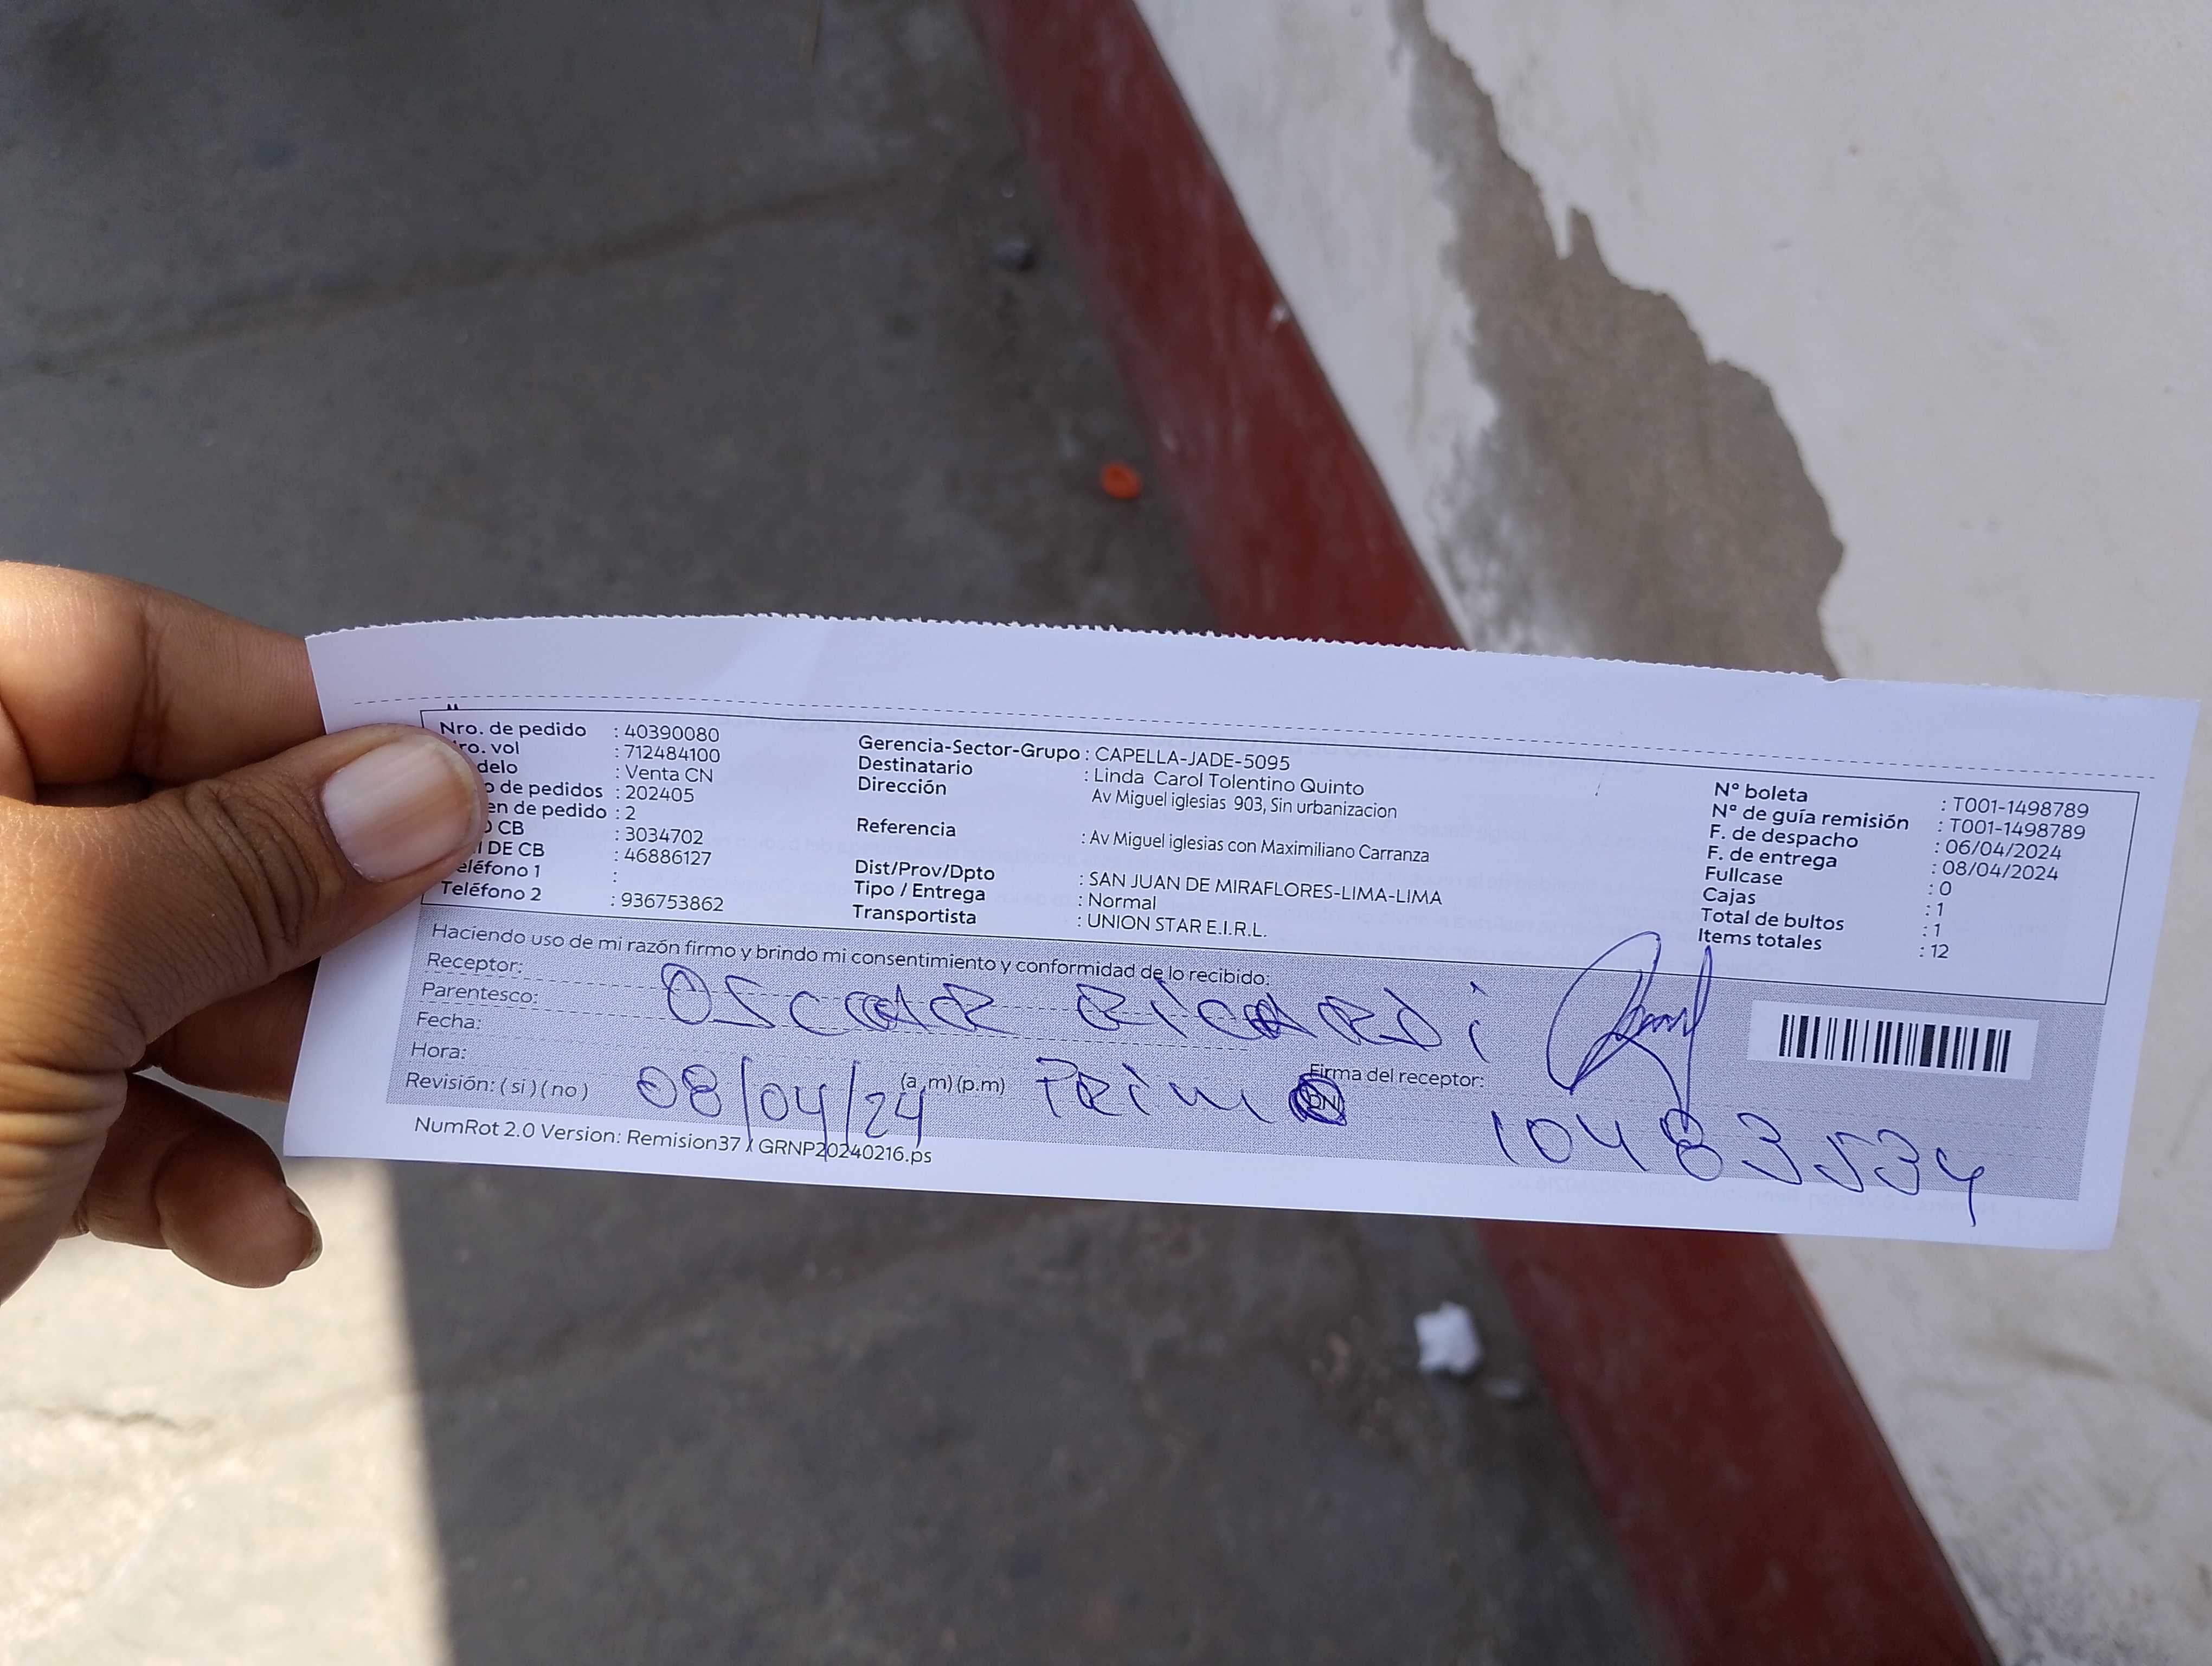 Nro. de pedido : 40390080
ro. vol : 712484100
delo : Venta CN
o de pedidos : 202405
en de pedido : 2
CB : 3034702
I DE CB : 46886127
eléfono 1 :
Teléfono 2 : 936753862
Gerencia-Sector-Grupo : CAPELLA-JADE-5095
Destinatario : Linda Carol Tolentino Quinto
Dirección Av Miguel iglesias 903, Sin urbanizacion
Referencia : Av Miguel iglesias con Maximiliano Carranza
Dist/Prov/Dpto : SAN JUAN DE MIRAFLORES-LIMA-LIMA
Tipo / Entrega : Normal
Transportista : UNION STAR E.I.R.L.
N° boleta : T001-1498789
N° de guía remisión : T001-1498789
F. de despacho : 06/04/2024
F. de entrega : 08/04/2024
Fullcase : 0
Cajas : 1
Total de bultos : 1
Items totales : 12
Haciendo uso de mi razón firmo y brindo mi consentimiento y conformidad de lo recibido:
Receptor: OSCAR RICARDI
Parentesco:
Fecha:
Hora: (a.m) (p.m) Firma del receptor:
Revisión: ( si ) ( no ) 08/04/24 Primo DNI 10483534
NumRot 2.0 Version: Remision37 / GRNP20240216.ps